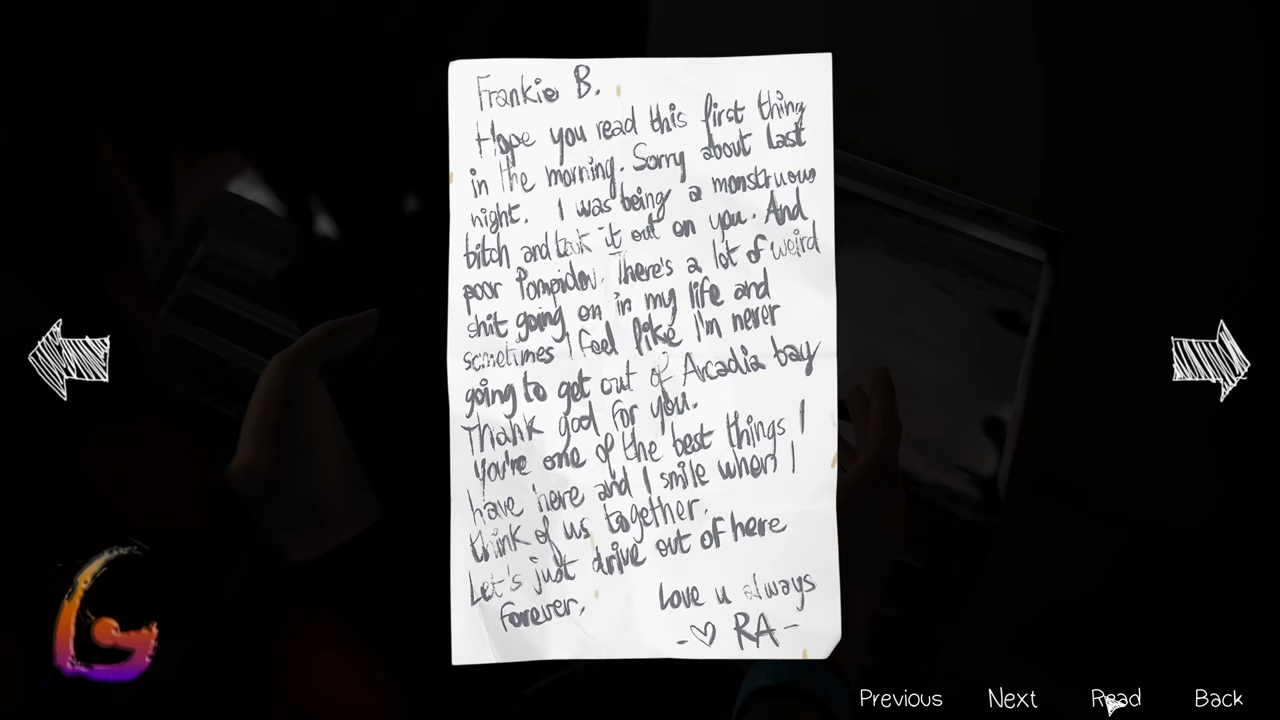 Frankie B.
Hope you read this first thing
in the morning. Sorry about last
night. I was being a monstruous
bitch and took it out on you. And
poor Pompidou. There's a lot of weird
shit going on in my life and
sometimes I feel like I'm never
going to get out of Arcadia bay
Thank god for you.
You're one of the best things I
have here and I smile when I
think of us together.
Let's just drive out of here
forever.
Love u always
-♡ RA-
Previous Next Read Back